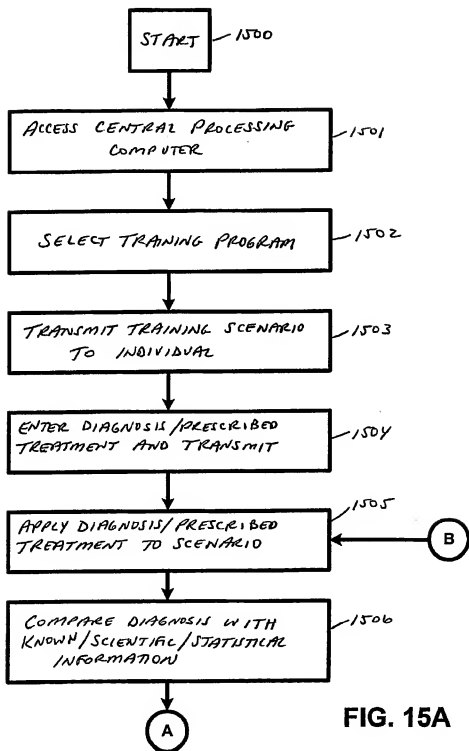 START
1500
ACCESS CENTRAL PROCESSING
COMPUTER
1501
SELECT TRAINING PROGRAM
1502
TRANSMIT TRAINING SCENARIO
TO INDIVIDUAL
1503
ENTER DIAGNOSIS/PRESCRIBED
TREATMENT AND TRANSMIT
1504
1505
APPLY DIAGNOSIS/PRESCRIBED
TREATMENT TO SCENARIO
B
COMPARE DIAGNOSIS WITH
KNOWN/SCIENTIFIC/STATISTICAL
INFORMATION
1506
A
FIG. 15A